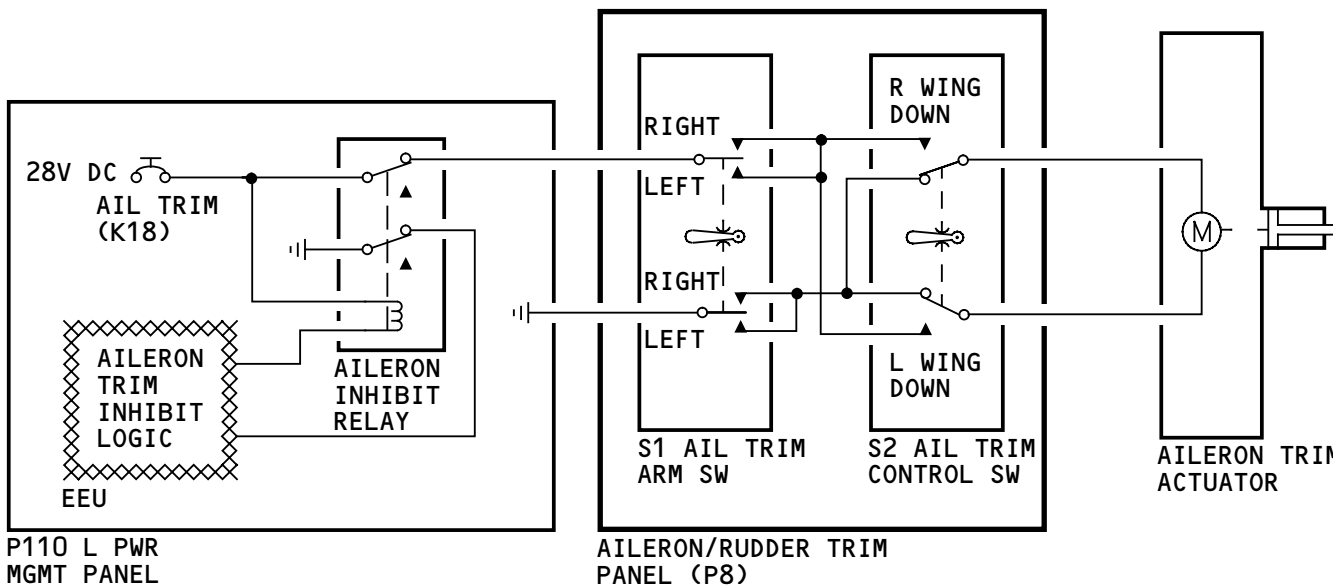 28V DC
AIL TRIM
(K18)
AILERON
TRIM
INHIBIT
LOGIC
EEU
AILERON
INHIBIT
RELAY
P110 L PWR
MGMT PANEL
RIGHT
LEFT
RIGHT
LEFT
S1 AIL TRIM
ARM SW
R WING
DOWN
L WING
DOWN
S2 AIL TRIM
CONTROL SW
AILERON/RUDDER TRIM
PANEL (P8)
M
AILERON TRIM
ACTUATOR